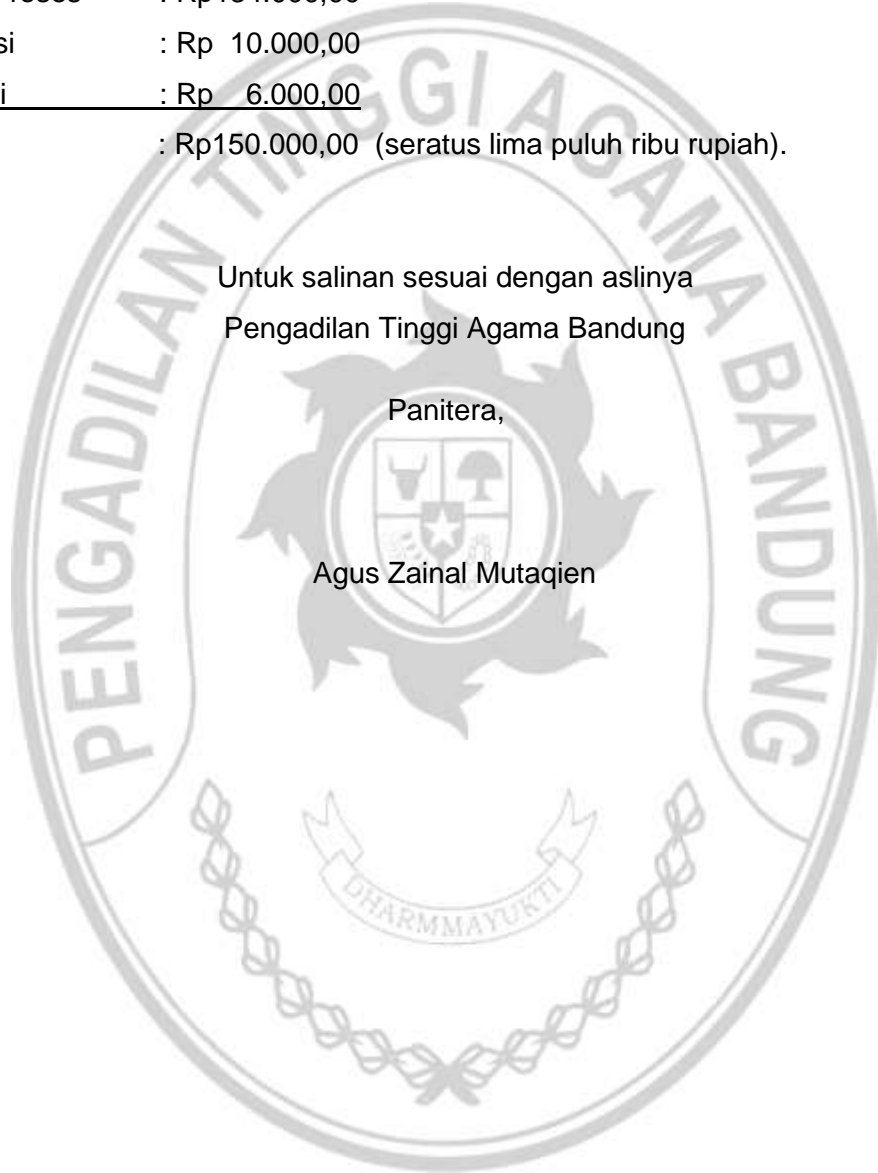 : Rp 10.000,00
: Rp 6.000,00
: Rp150.000,00 (seratus lima puluh ribu rupiah).
Untuk salinan sesuai dengan aslinya
Pengadilan Tinggi Agama Bandung
Panitera,
Agus Zainal Mutaqien
PENGADILAN TINGGI AGAMA BANDUNG
DHARMMAYUKTI